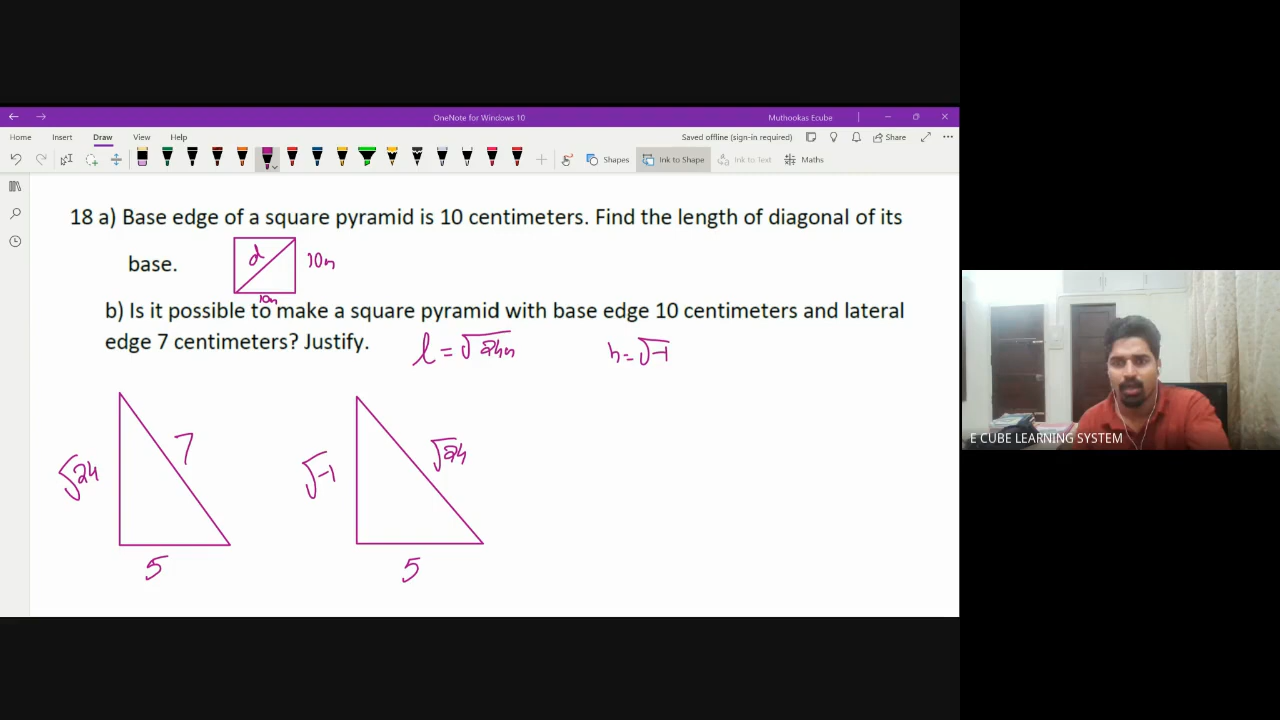 OneNote for Windows 10
Muthookas Ecube
Home Insert Draw View Help
Saved offline (sign-in required)
Share
Shapes
Ink to Shape
Ink to Text
Maths
18 a) Base edge of a square pyramid is 10 centimeters. Find the length of diagonal of its
base.
d
10m
10m
b) Is it possible to make a square pyramid with base edge 10 centimeters and lateral
edge 7 centimeters? Justify.
h = √-1
7
√24
5
√-1
√24
5
E CUBE LEARNING SYSTEM